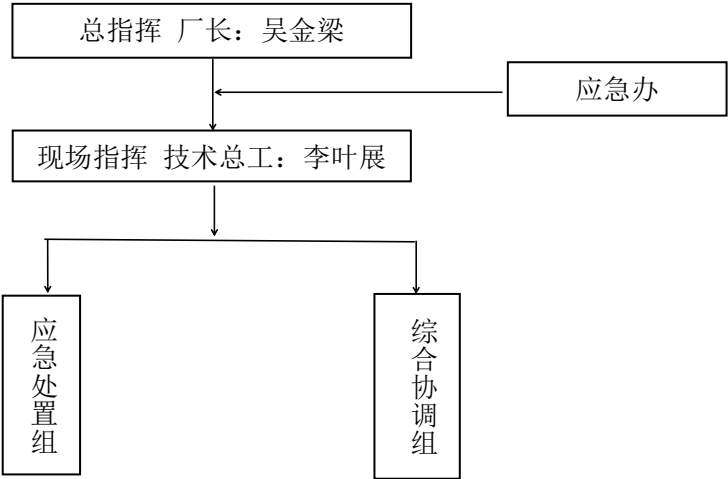 总指挥 厂长：吴金梁
应急办
现场指挥 技术总工：李叶展
应急处置组
综合协调组